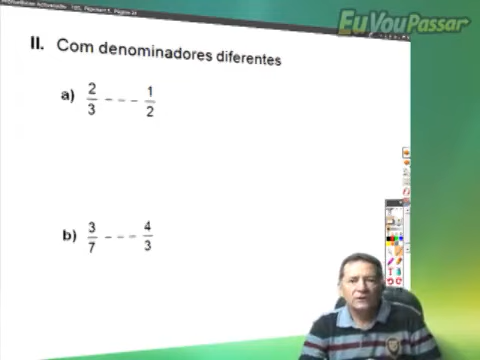 EuVouPassar
II. Com denominadores diferentes
a) 2/3 - - - 1/2
b) 3/7 - - - 4/3